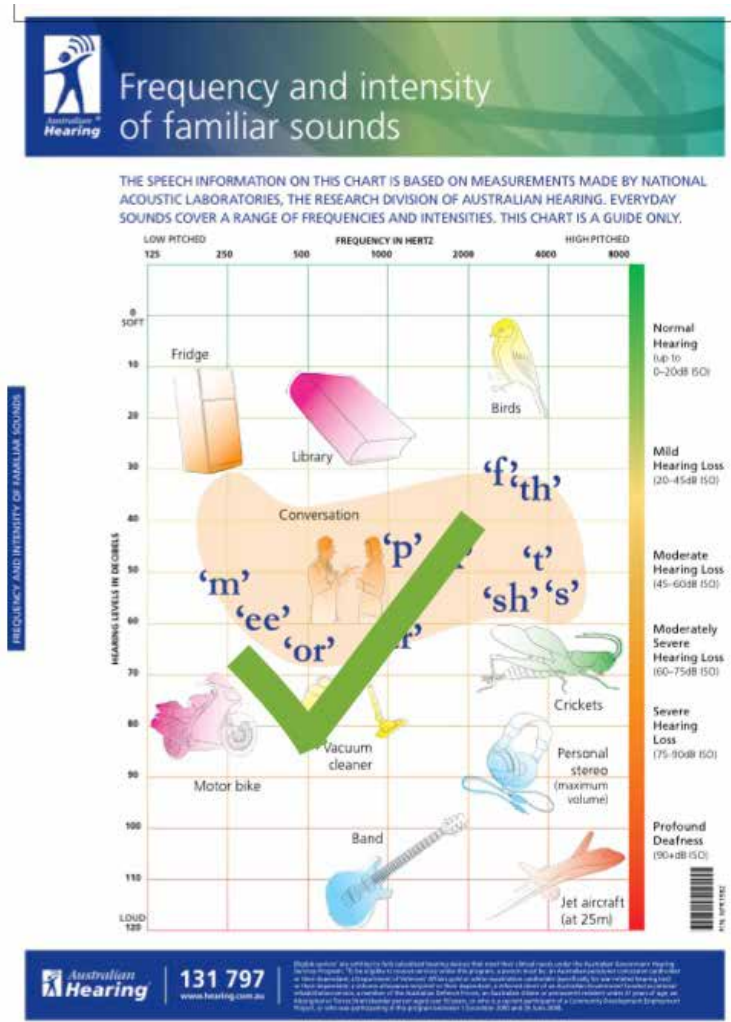 Australian
Hearing
Frequency and intensity
of familiar sounds
THE SPEECH INFORMATION ON THIS CHART IS BASED ON MEASUREMENTS MADE BY NATIONAL
ACOUSTIC LABORATORIES, THE RESEARCH DIVISION OF AUSTRALIAN HEARING. EVERYDAY
SOUNDS COVER A RANGE OF FREQUENCIES AND INTENSITIES. THIS CHART IS A GUIDE ONLY.
LOW PITCHED FREQUENCY IN HERTZ HIGH PITCHED
125 250 500 1000 2000 4000 8000
FREQUENCY AND INTENSITY OF FAMILIAR SOUNDS
HEARING LEVELS IN DECIBELS
0
SOFT
10
20
30
40
50
60
70
80
90
100
110
LOUD
120
Fridge
Library
Birds
Conversation
'f'
'th'
'p'
't'
'm'
'sh' 's'
'ee'
'or'
Crickets
Motor bike
Vacuum
cleaner
Personal
stereo
(maximum
volume)
Band
Jet aircraft
(at 25m)
Normal
Hearing
(up to
0–20dB ISO)
Mild
Hearing Loss
(20–45dB ISO)
Moderate
Hearing Loss
(45–60dB ISO)
Moderately
Severe
Hearing Loss
(60–75dB ISO)
Severe
Hearing
Loss
(75-90dB ISO)
Profound
Deafness
(90+dB ISO)
Australian
Hearing
131 797
www.hearing.com.au